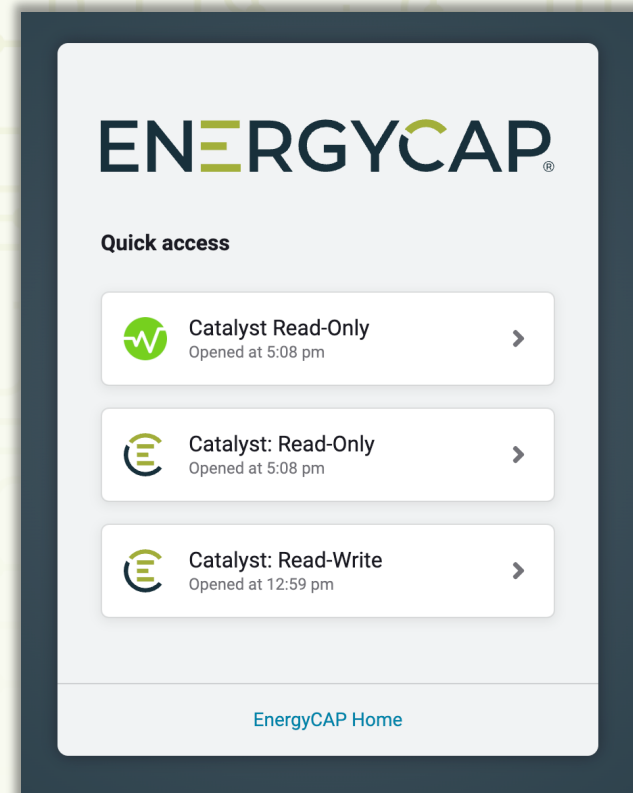 ENERGYCAP®
Quick access
Catalyst Read-Only
Opened at 5:08 pm
Catalyst: Read-Only
Opened at 5:08 pm
Catalyst: Read-Write
Opened at 12:59 pm
EnergyCAP Home